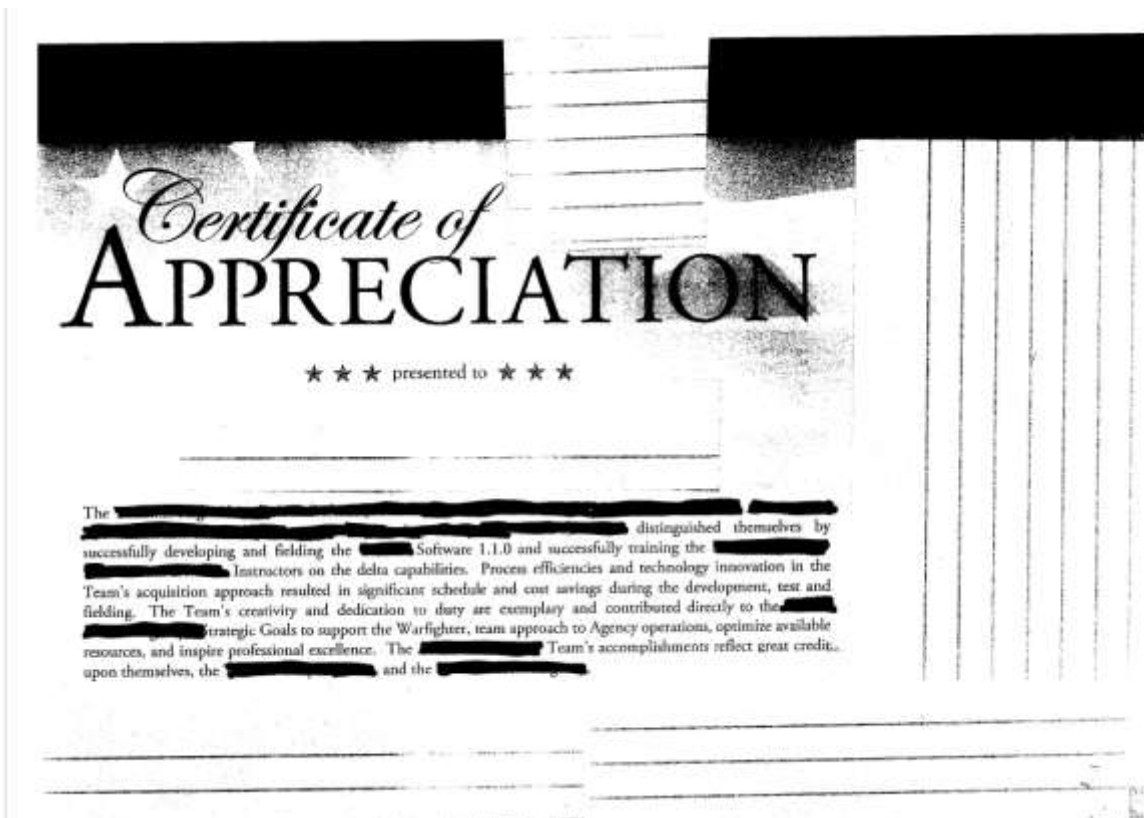 Certificate of
APPRECIATION
presented to
The
distinguished themselves by
successfully developing and fielding the Software 1.1.0 and successfully training the
Instructors on the delta capabilities. Process efficiencies and technology innovation in the
Team's acquisition approach resulted in significant schedule and cost savings during the development, test and
fielding. The Team's creativity and dedication to duty are exemplary and contributed directly to the
Strategic Goals to support the Warfighter, team approach to Agency operations, optimize available
resources, and inspire professional excellence. The Team's accomplishments reflect great credit
upon themselves, the and the